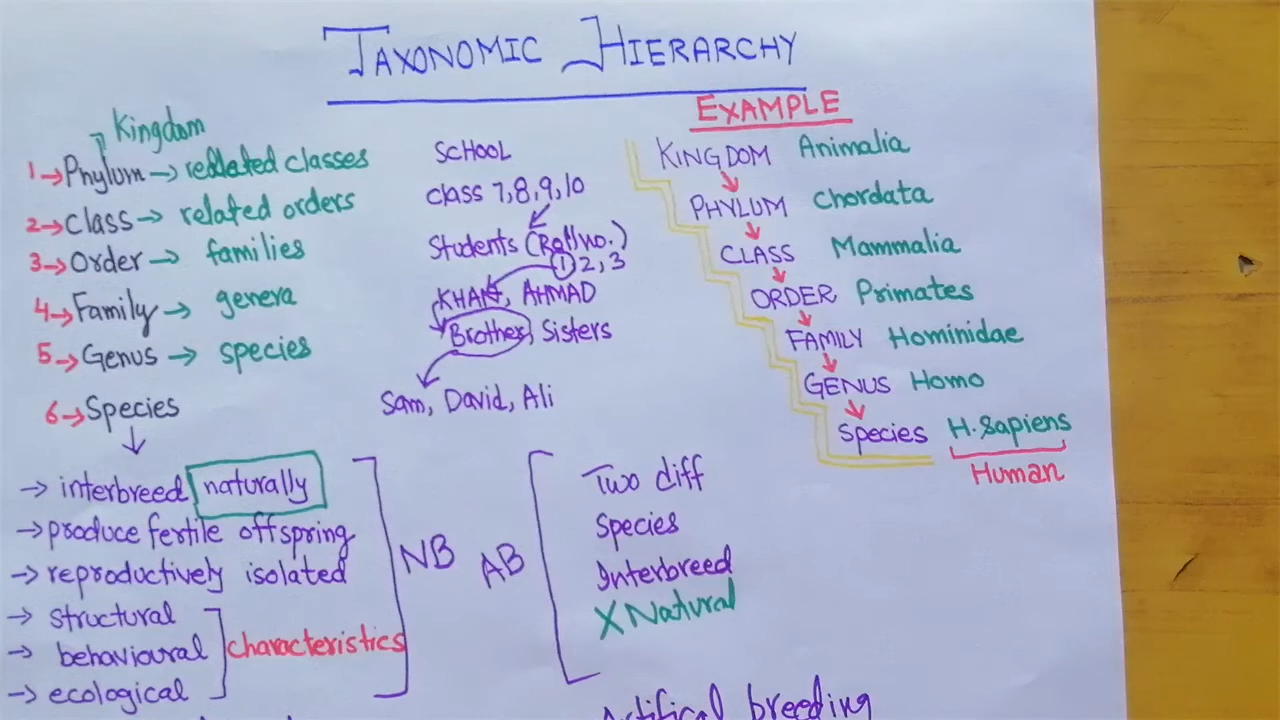 TAXONOMIC HIERARCHY
Kingdom
1→ Phylum → related classes
2→ Class → related orders
3→ Order → families
4→ Family → genera
5→ Genus → species
6→ Species
→ interbreed naturally
→ produce fertile offspring
→ reproductively isolated
→ structural
→ behavioural
→ ecological
characteristics
NB
SCHOOL
class 7,8,9,10
Students (Roll no.)
1 2, 3
KHAN, AHMAD
Brother, Sisters
Sam, David, Ali
EXAMPLE
KINGDOM Animalia
PHYLUM Chordata
CLASS Mammalia
ORDER Primates
FAMILY Hominidae
GENUS Homo
Species H. Sapiens
Human
AB
Two diff
Species
Interbreed
X Natural
breeding